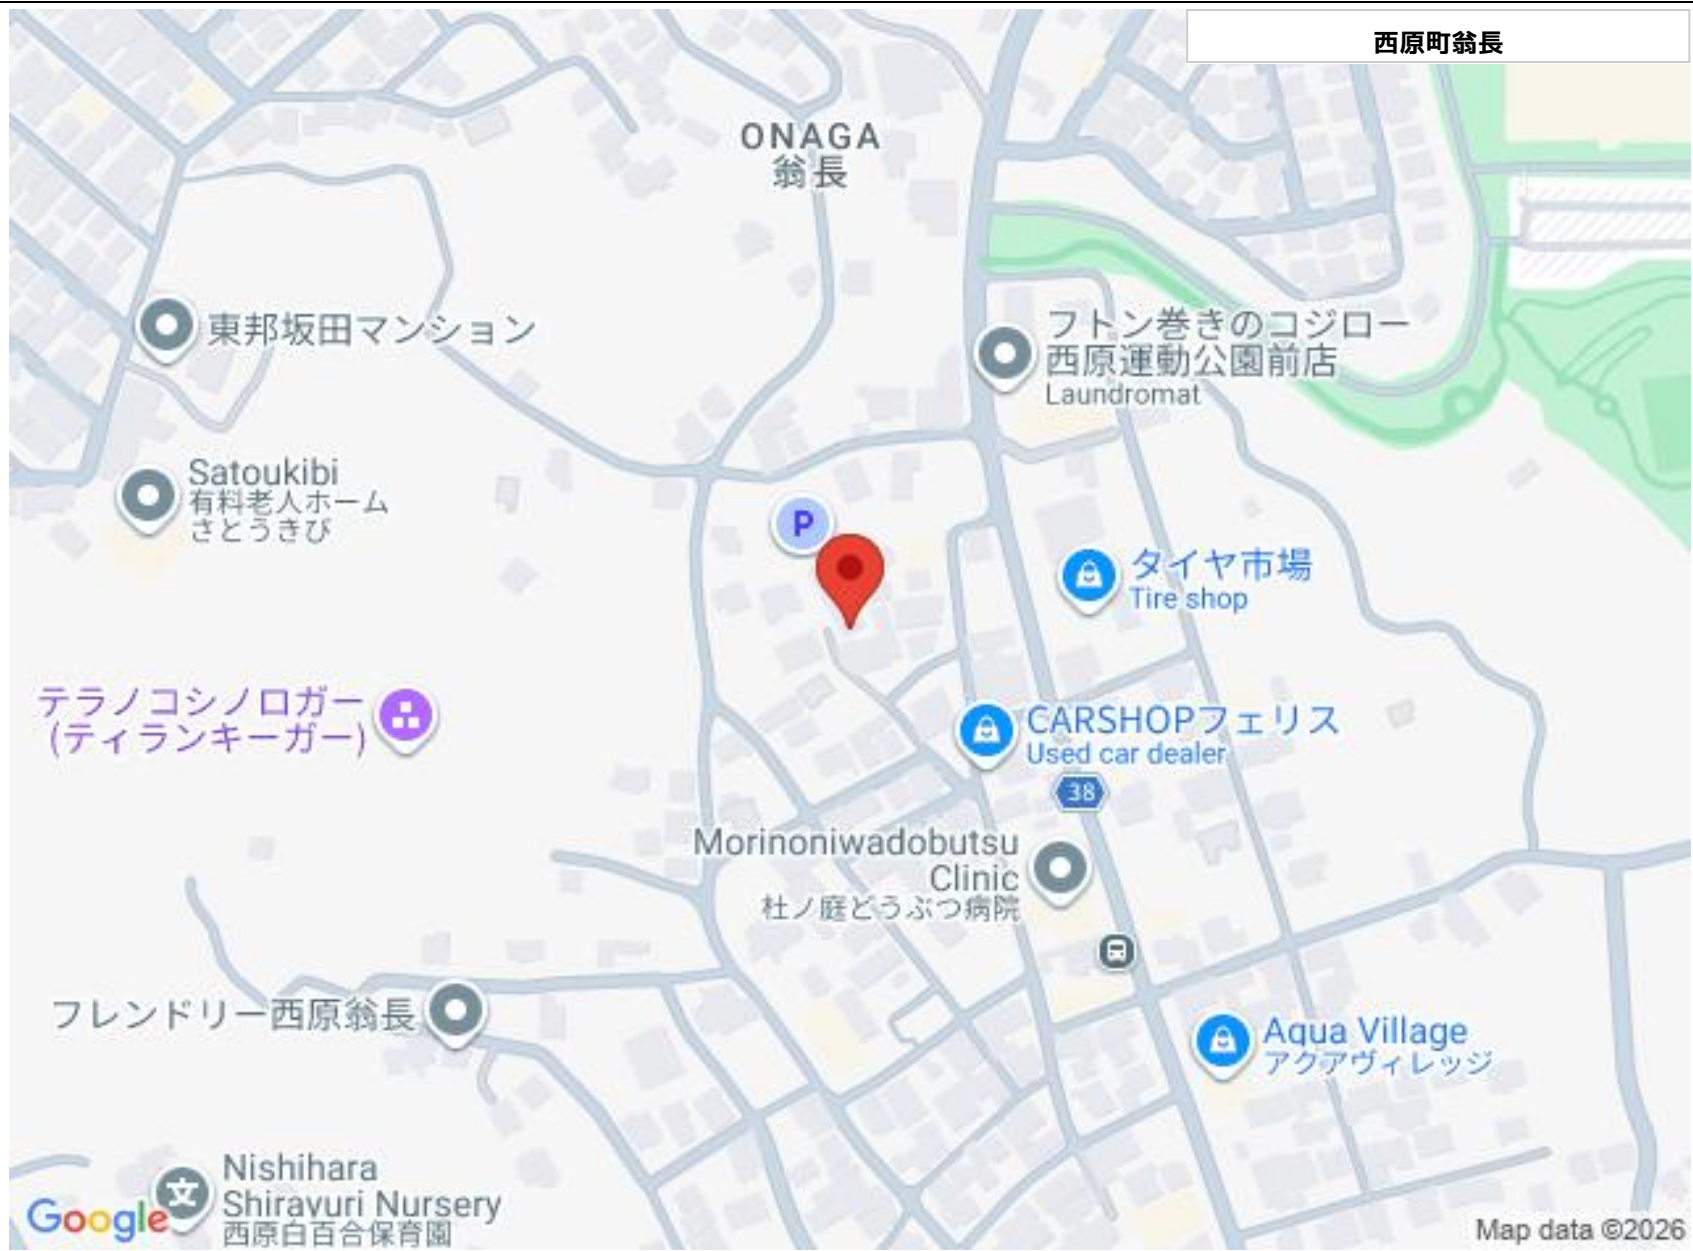 西原町翁長
ONAGA
翁長
東邦坂田マンション
フトン巻きのコジロー
西原運動公園前店
Laundromat
Satoukibi
有料老人ホーム
さとうきび
P
タイヤ市場
Tire shop
テラノコシノロガー
(ティランキーガー)
CARSHOPフェリス
Used car dealer
38
Morinoniwadobutsu
Clinic
杜ノ庭どうぶつ病院
フレンドリー西原翁長
Aqua Village
アクアヴィレッジ
文
Nishihara
Shirayuri Nursery
西原白百合保育園
Google
Map data ©2026